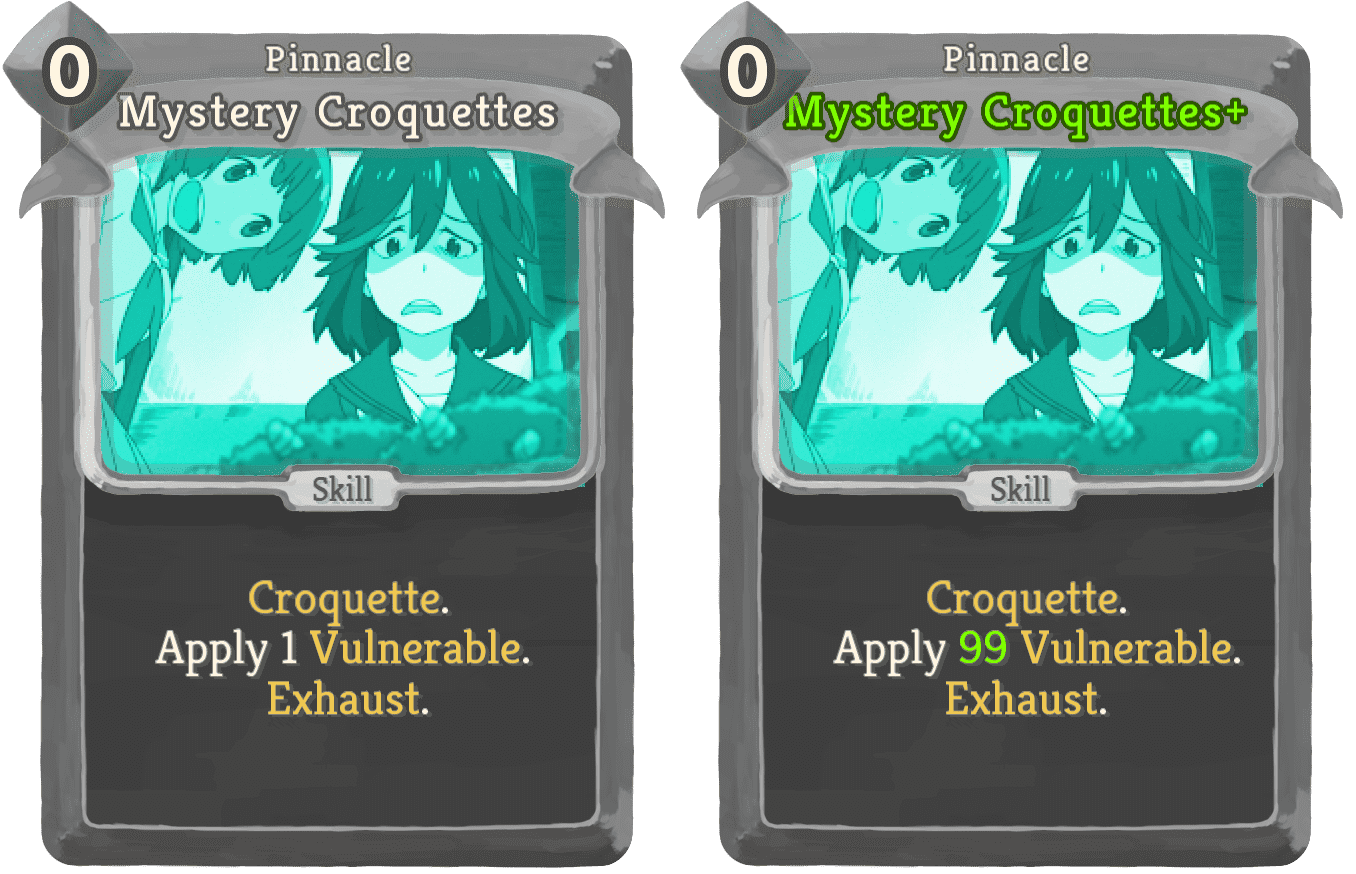 0
Pinnacle
Mystery Croquettes
Skill
Croquette.
Apply 1 Vulnerable.
Exhaust.
0
Pinnacle
Mystery Croquettes+
Skill
Croquette.
Apply 99 Vulnerable.
Exhaust.